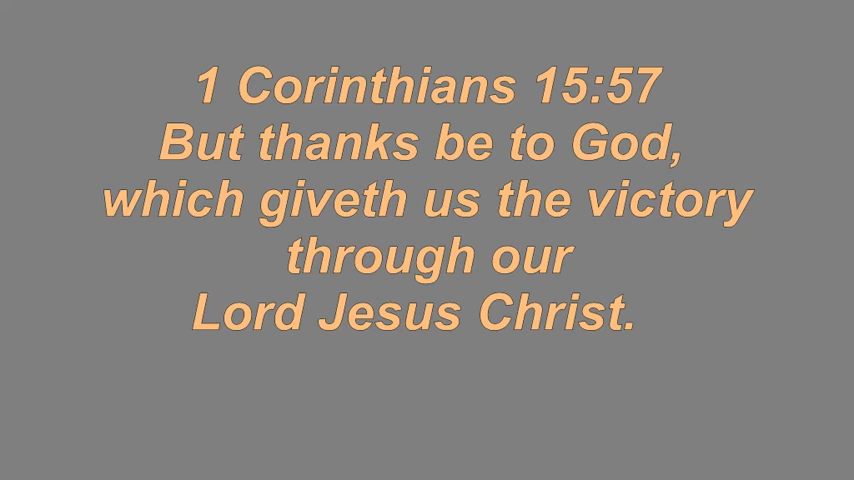 1 Corinthians 15:57
But thanks be to God,
which giveth us the victory
through our
Lord Jesus Christ.